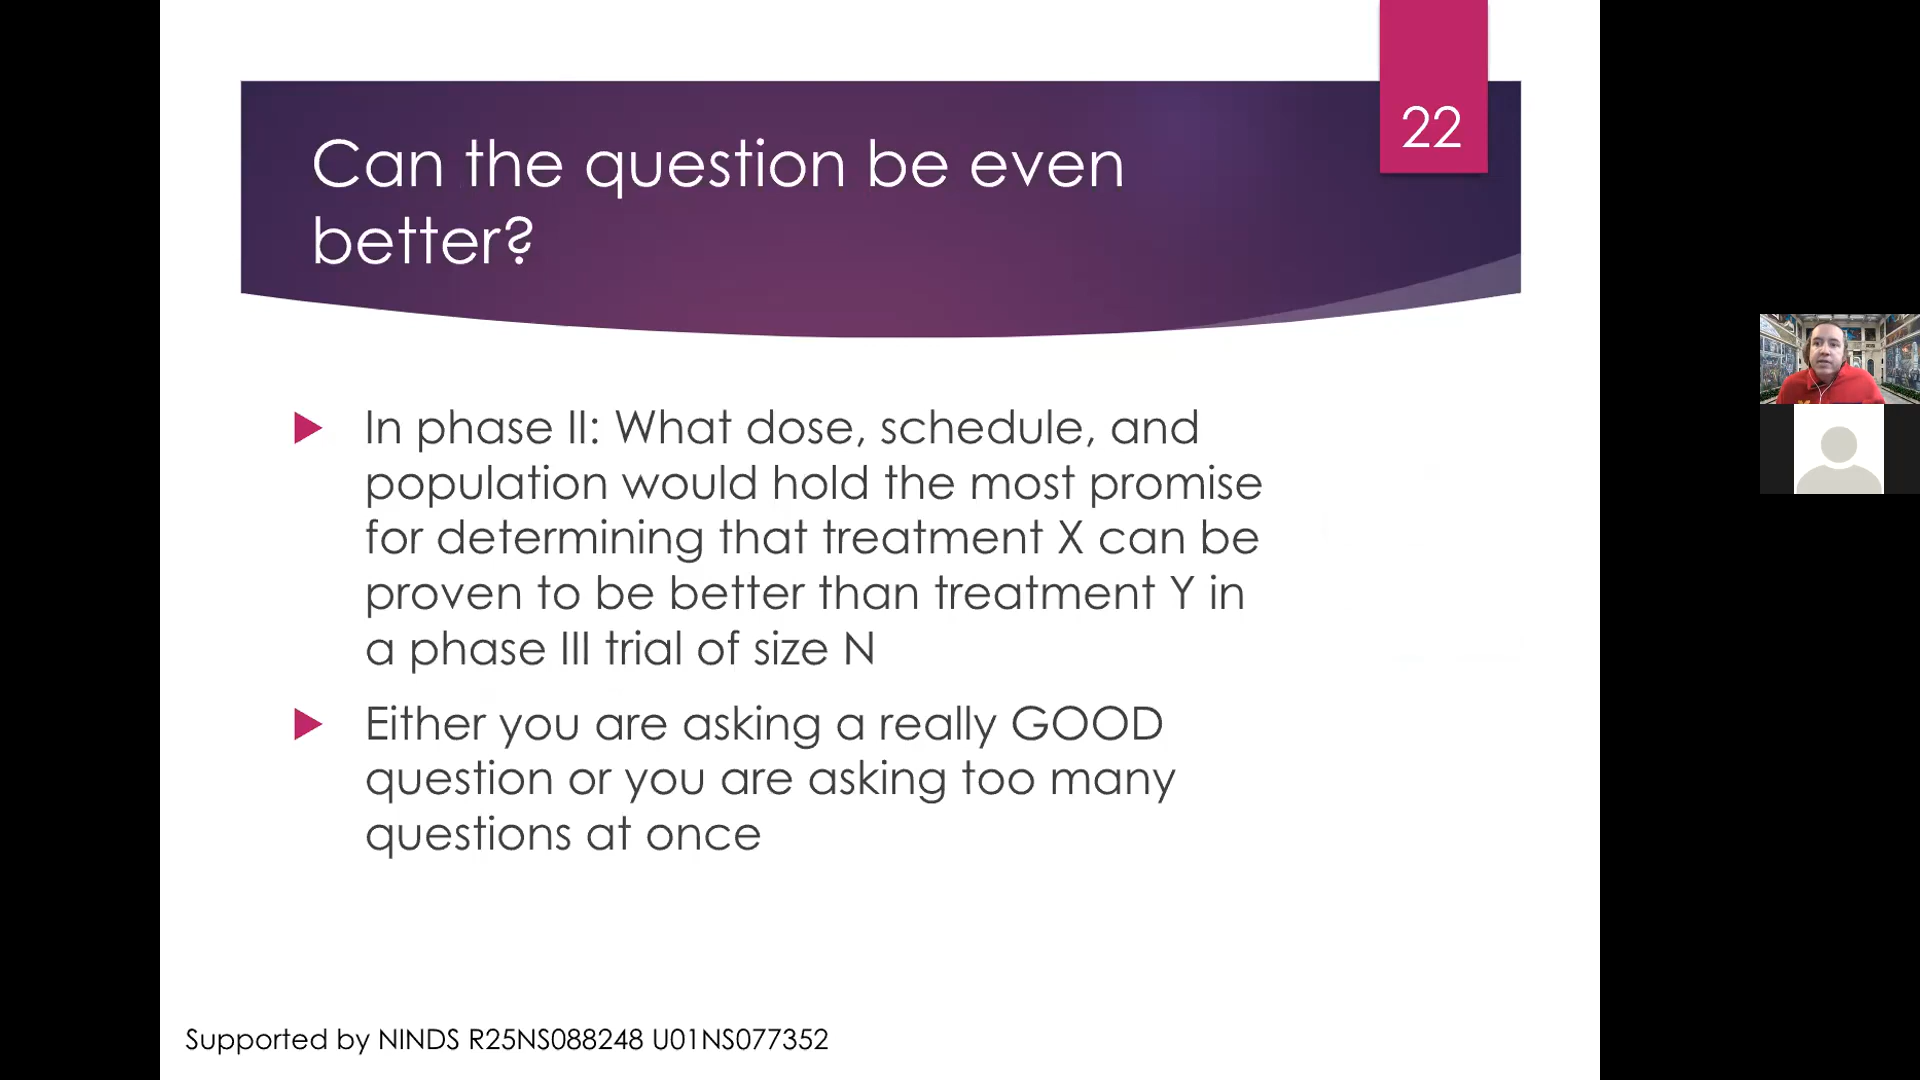 22
Can the question be even
better?
In phase II: What dose, schedule, and
population would hold the most promise
for determining that treatment X can be
proven to be better than treatment Y in
a phase III trial of size N
Either you are asking a really GOOD
question or you are asking too many
questions at once
Supported by NINDS R25NS088248 U01NS077352